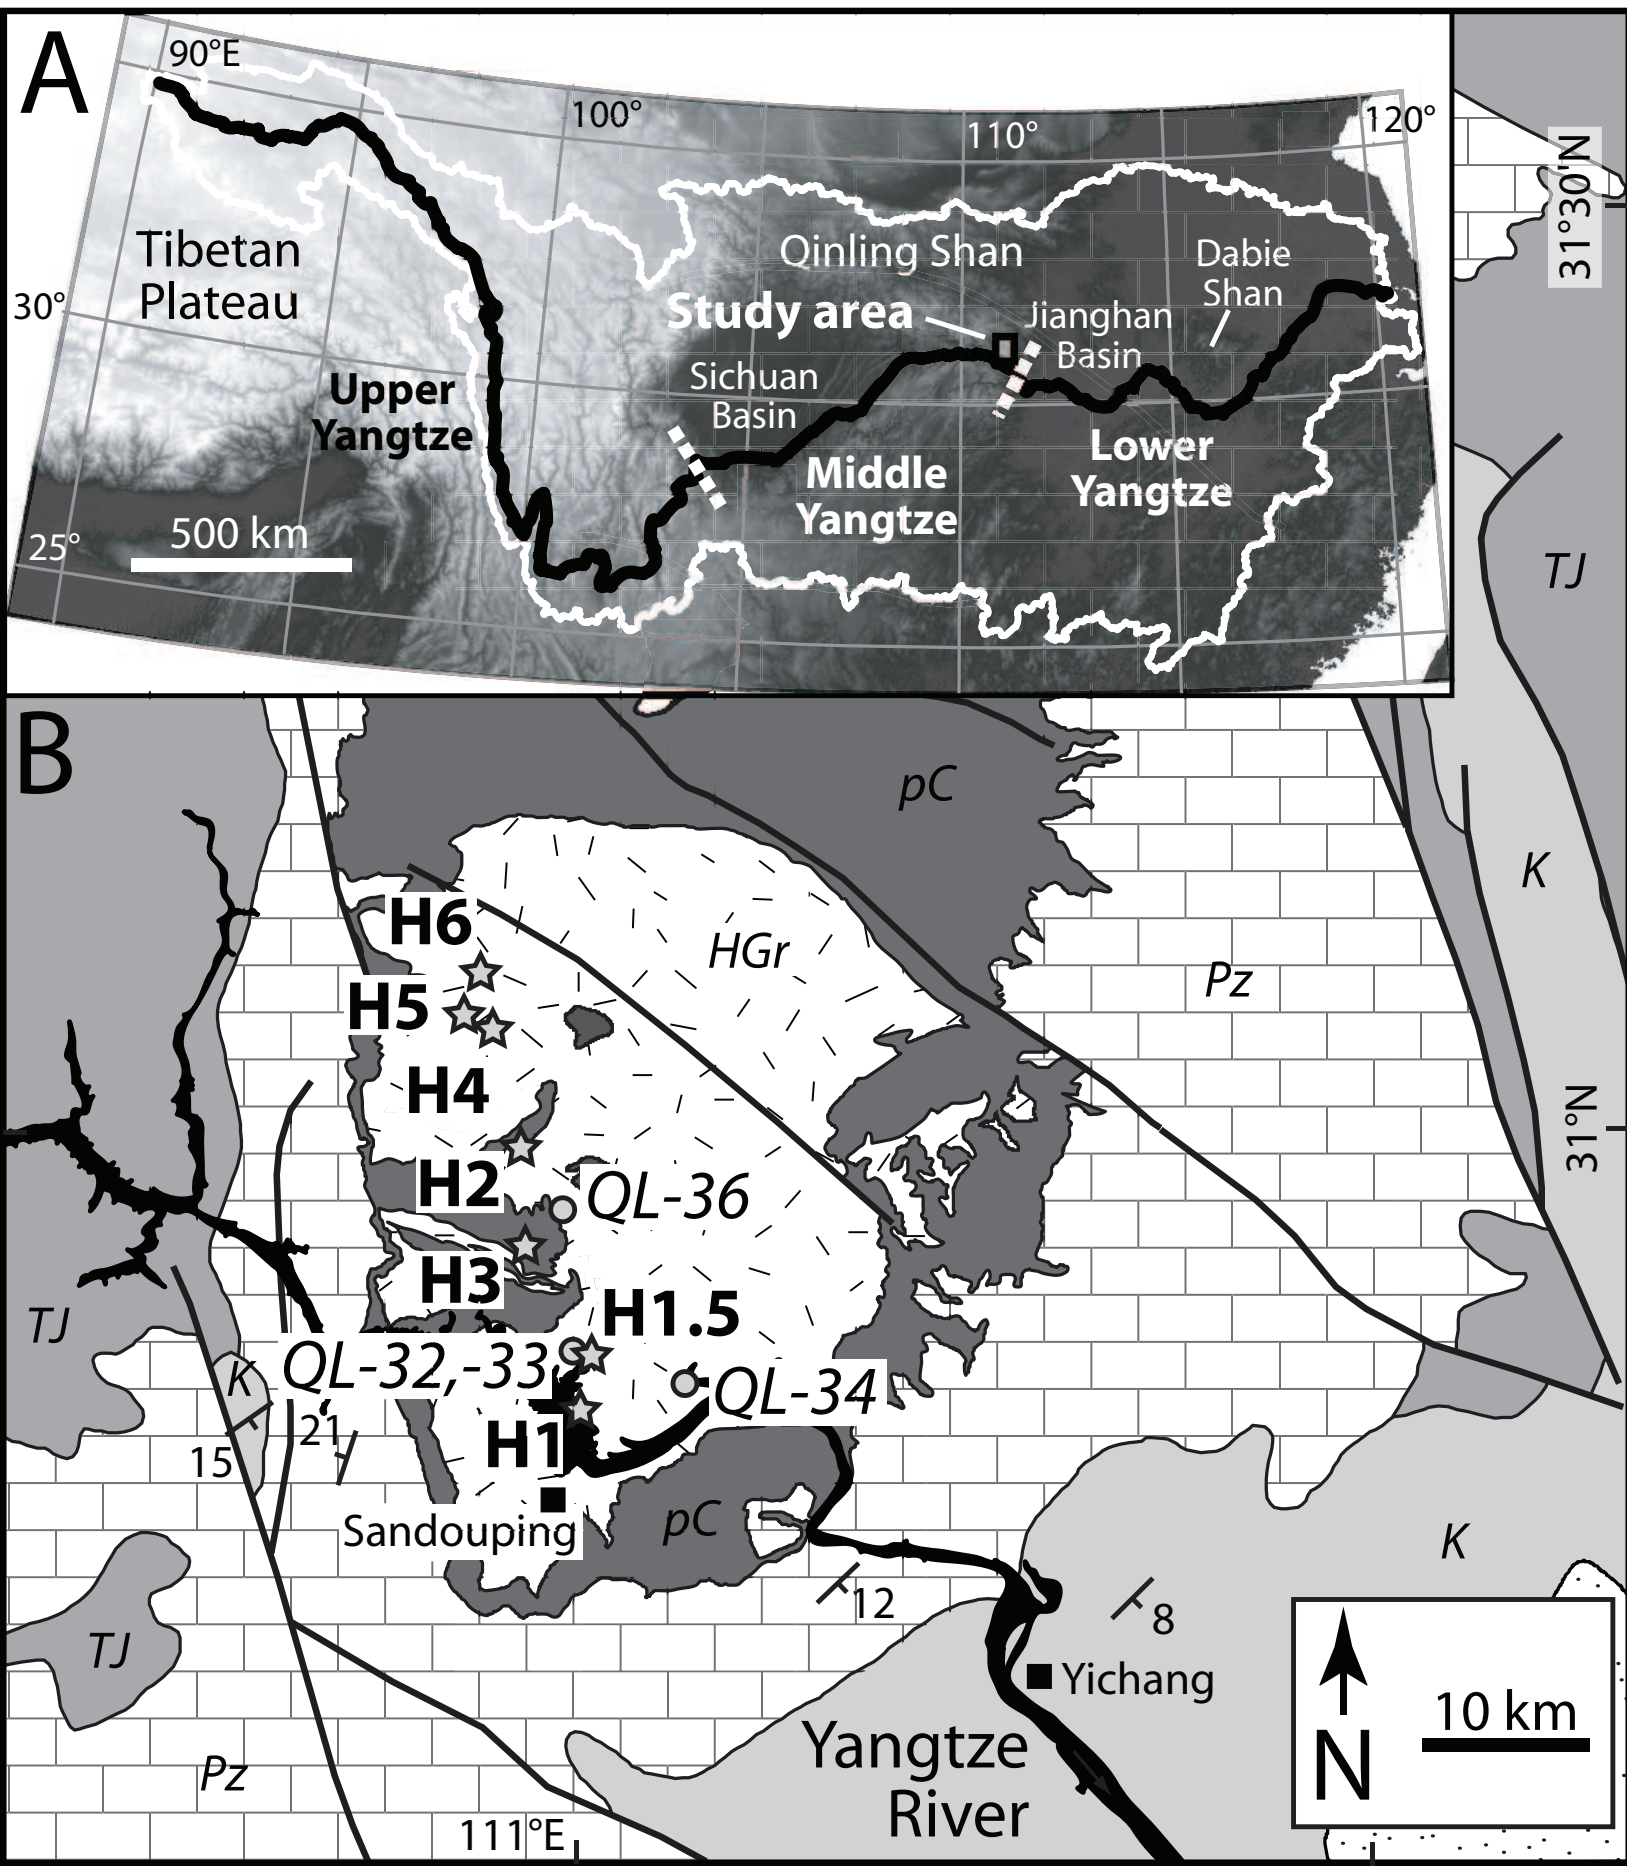 A
90°E
100°
110°
120°
Tibetan
Plateau
30°
25°
500 km
Upper
Yangtze
Qinling Shan
Study area
Sichuan
Basin
Jianghan
Basin
Dabie
Shan
Middle
Yangtze
Lower
Yangtze
31°30'N
TJ
B
pC
K
H6
HGr
Pz
H5
H4
31°N
H2
QL-36
H3
H1.5
TJ
K
QL-32,-33
QL-34
21
15
H1
Sandouping
pC
K
12
8
TJ
Yichang
10 km
N
Yangtze
River
Pz
111°E